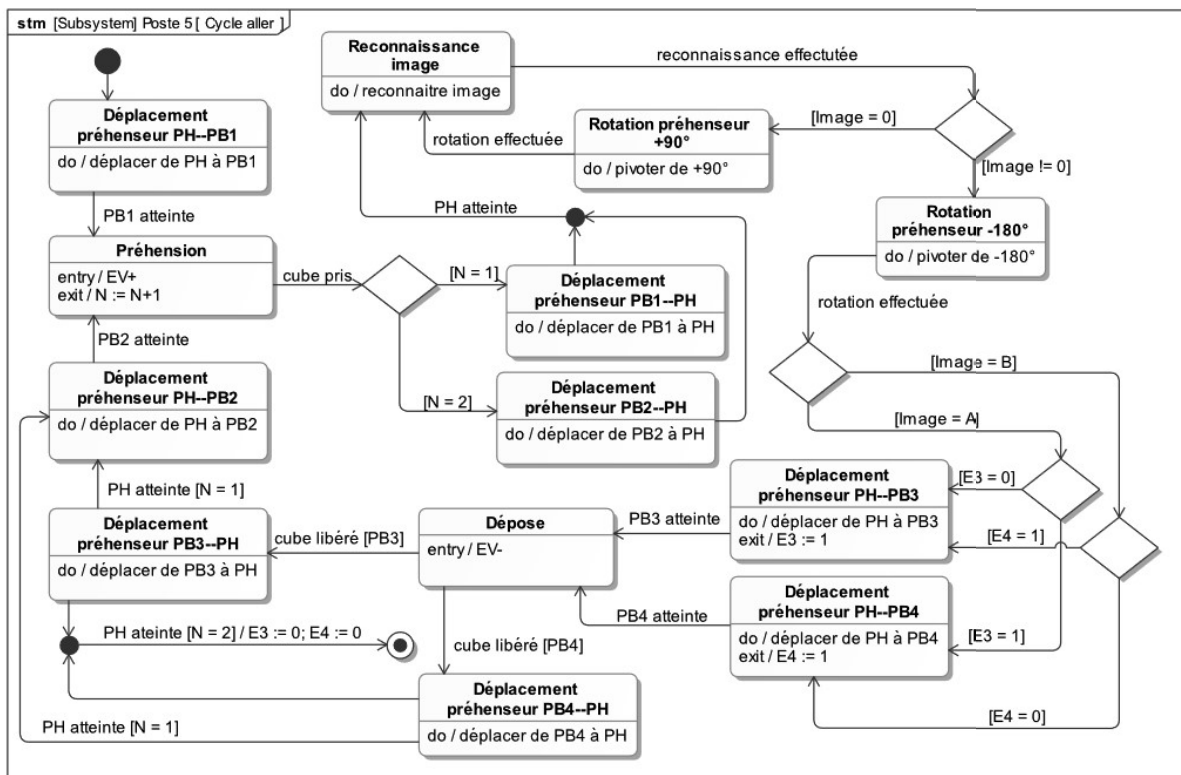 stm [Subsystem] Poste 5 [ Cycle aller ]
Déplacement
préhenseur PH--PB1
do / déplacer de PH à PB1
PB1 atteinte
Préhension
entry / EV+
exit / N := N+1
cube pris
PB2 atteinte
Déplacement
préhenseur PH--PB2
do / déplacer de PH à PB2
PH atteinte [N = 1]
Déplacement
préhenseur PB3--PH
do / déplacer de PB3 à PH
PH ateinte [N = 2] / E3 := 0; E4 := 0
PH atteinte [N = 1]
Reconnaissance
image
do / reconnaitre image
reconnaissance effectutée
[Image = 0]
Rotation préhenseur
+90°
do / pivoter de +90°
rotation effectuée
[Image != 0]
PH atteinte
Rotation
préhenseur -180°
do / pivoter de -180°
rotation effectuée
[N = 1]
Déplacement
préhenseur PB1--PH
do / déplacer de PB1 à PH
[N = 2]
Déplacement
préhenseur PB2--PH
do / déplacer de PB2 à PH
[Image = B]
[Image = A]
[E3 = 0]
Déplacement
préhenseur PH--PB3
do / déplacer de PH à PB3
exit / E3 := 1
[E4 = 1]
PB3 atteinte
Dépose
entry / EV-
cube libéré [PB3]
Déplacement
préhenseur PH--PB4
do / déplacer de PH à PB4
exit / E4 := 1
[E3 = 1]
PB4 atteinte
cube libéré [PB4]
Déplacement
préhenseur PB4--PH
do / déplacer de PB4 à PH
[E4 = 0]